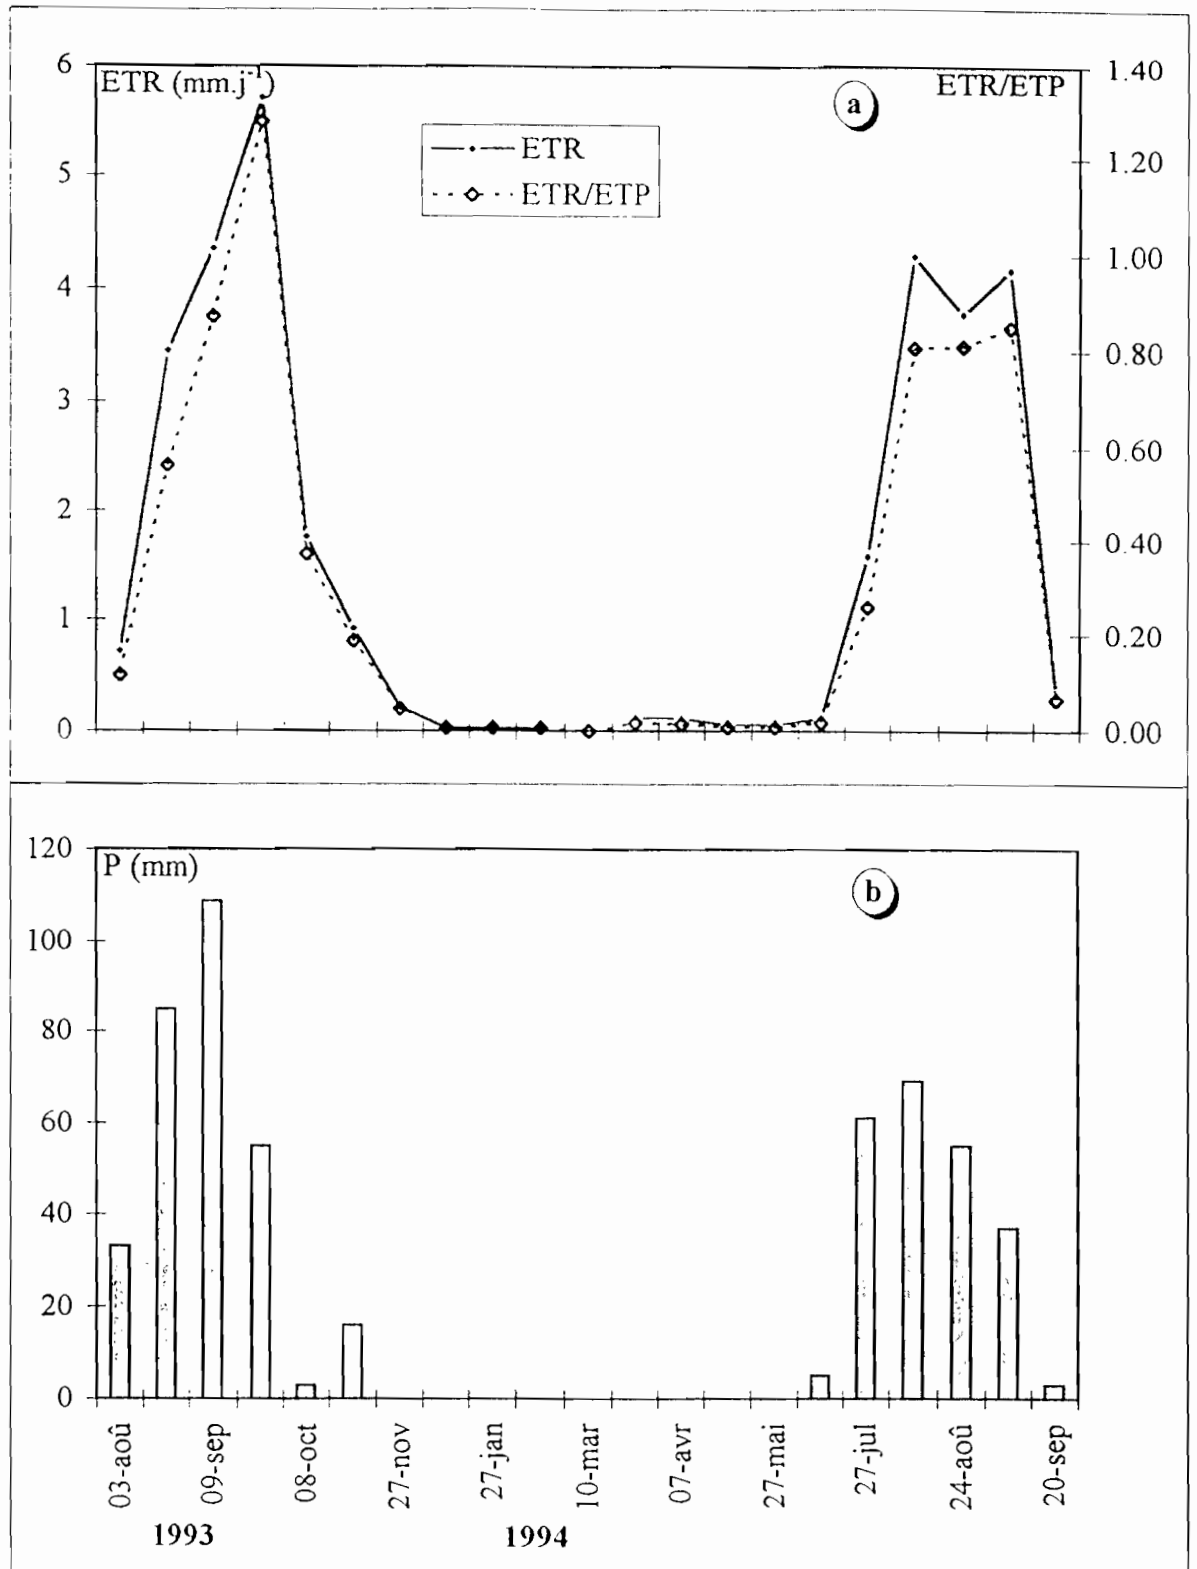 ETR (mm.j⁻¹)
ETR/ETP
a
ETR
ETR/ETP
6
5
4
3
2
1
0
1.40
1.20
1.00
0.80
0.60
0.40
0.20
0.00
P (mm)
b
120
100
80
60
40
20
0
03-aoû
09-sep
08-oct
27-nov
27-jan
10-mar
07-avr
27-mai
27-jul
24-aoû
20-sep
1993
1994